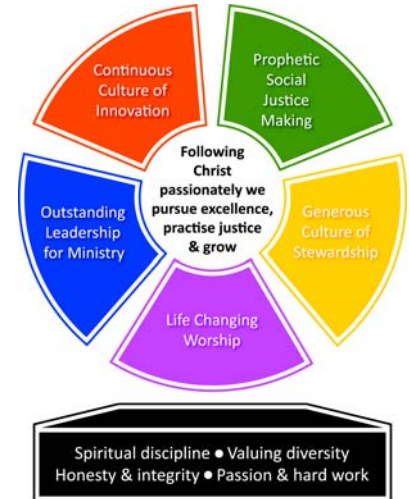 Continuous
Culture of
Innovation
Prophetic
Social
Justice
Making
Following
Christ
passionately we
pursue excellence,
practise justice
& grow
Outstanding
Leadership
for Ministry
Generous
Culture of
Stewardship
Life Changing
Worship
Spiritual discipline ● Valuing diversity
Honesty & integrity ● Passion & hard work